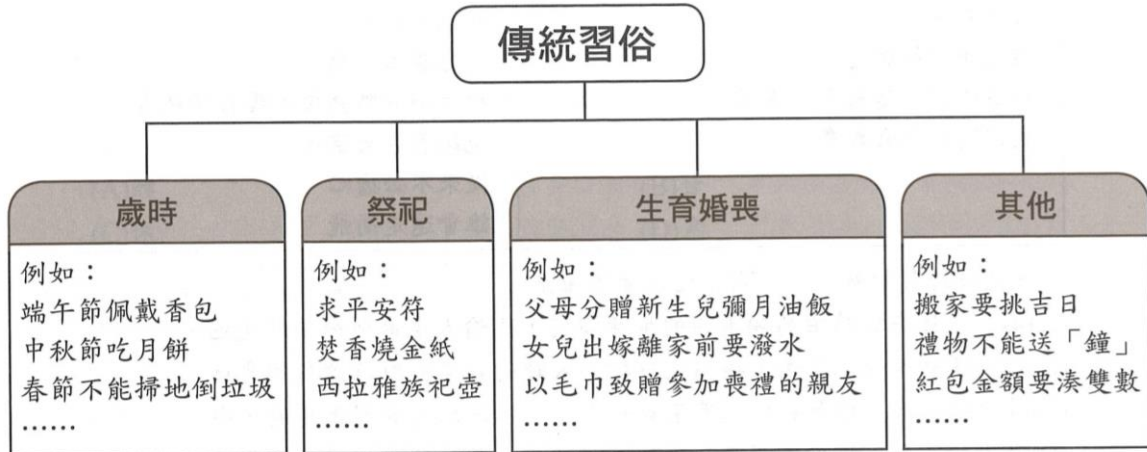 傳統習俗
歲時
例如：
端午節佩戴香包
中秋節吃月餅
春節不能掃地倒垃圾
……
祭祀
例如：
求平安符
焚香燒金紙
西拉雅族祀壺
……
生育婚喪
例如：
父母分贈新生兒彌月油飯
女兒出嫁離家前要潑水
以毛巾致贈參加喪禮的親友
……
其他
例如：
搬家要挑吉日
禮物不能送「鐘」
紅包金額要湊雙數
……